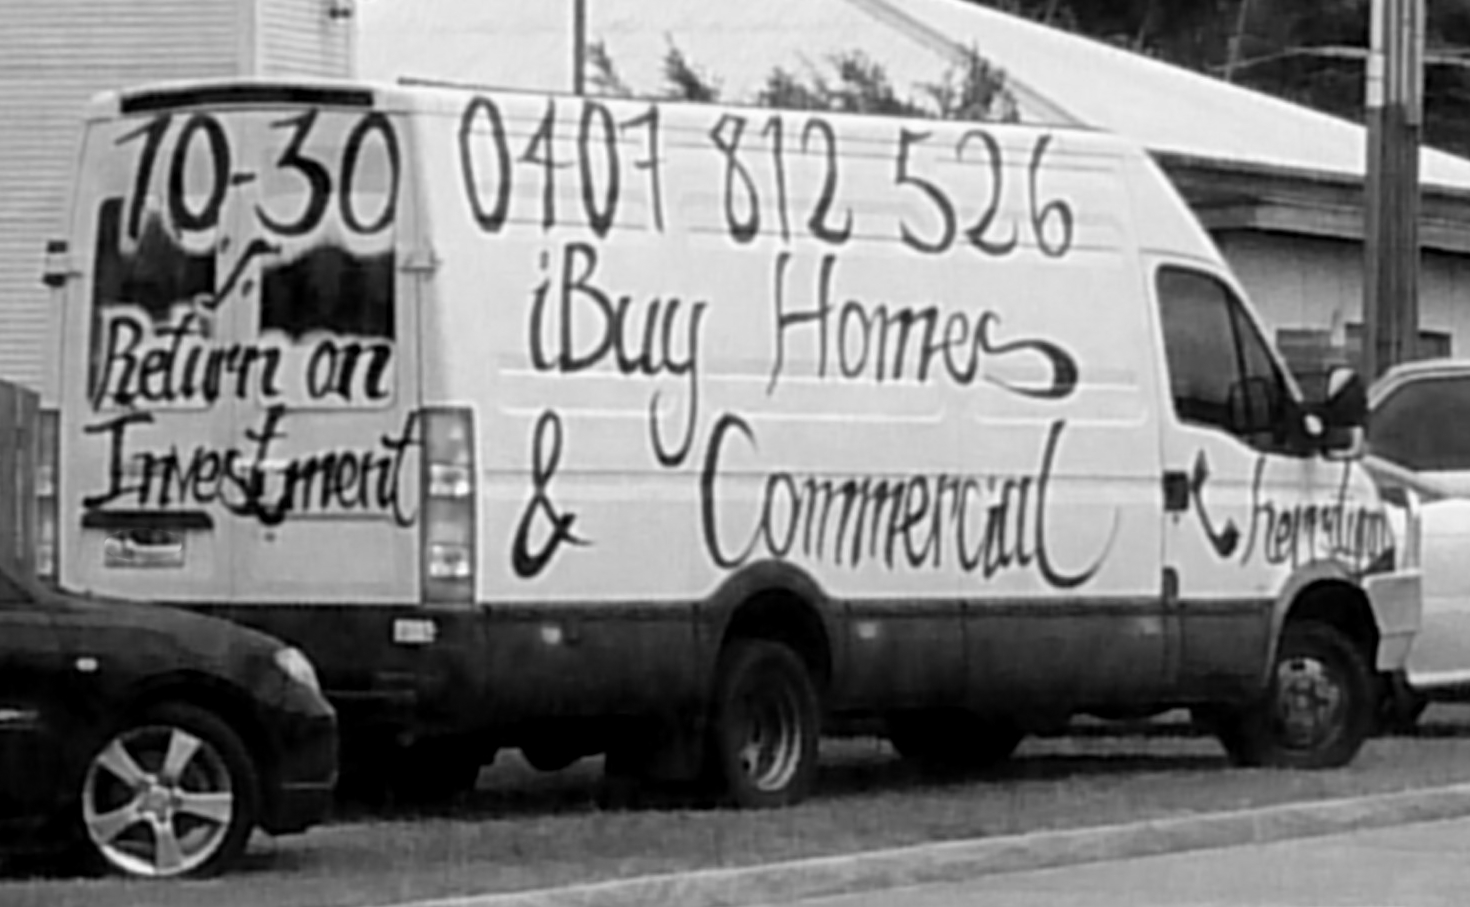 10-30
Return on
Investment
0407 812 526
iBuy Homes
& Commercial